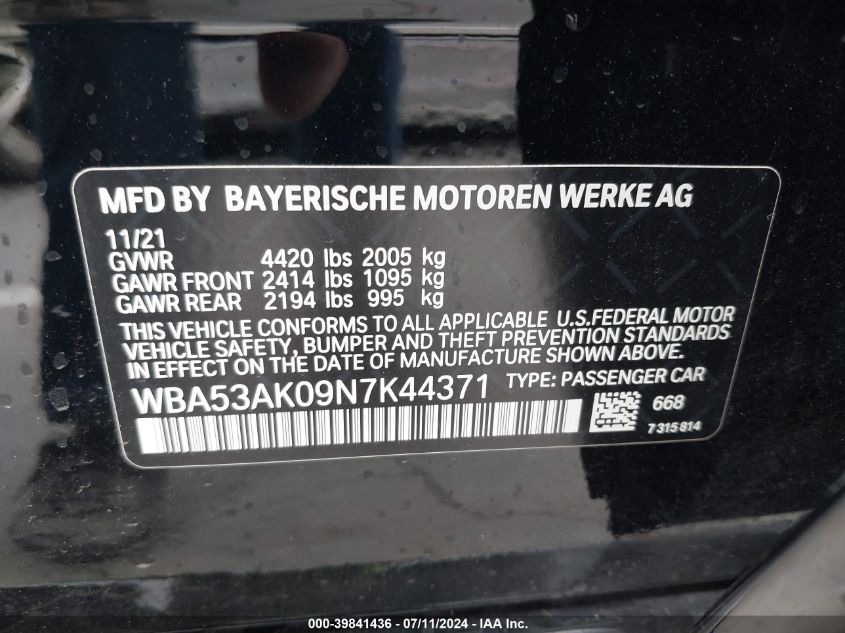 MFD BY BAYERISCHE MOTOREN WERKE AG
11/21
GVWR 4420 lbs 2005 kg
GAWR FRONT 2414 lbs 1095 kg
GAWR REAR 2194 lbs 995 kg
THIS VEHICLE CONFORMS TO ALL APPLICABLE U.S.FEDERAL MOTOR
VEHICLE SAFETY, BUMPER AND THEFT PREVENTION STANDARDS
IN EFFECT ON THE DATE OF MANUFACTURE SHOWN ABOVE.
WBA53AK09N7K44371 TYPE: PASSENGER CAR
668
7 315 814
000-39841436 - 07/11/2024 - IAA Inc.